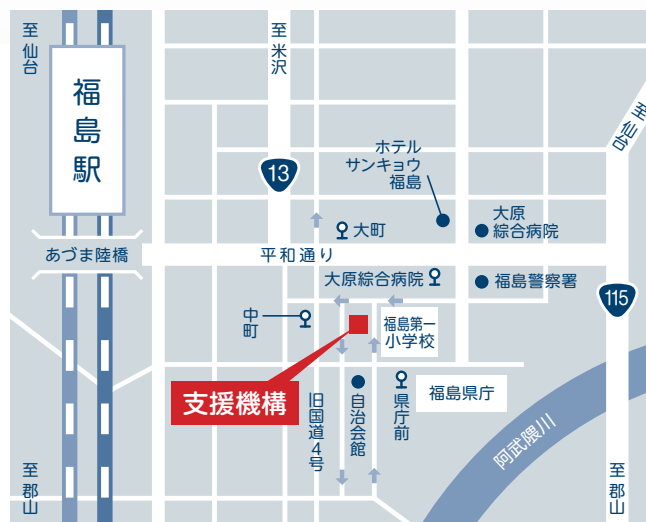 至仙台
至米沢
福島駅
13
至仙台
ホテル
サンキョウ
福島
大原
綜合病院
大町
あづま陸橋
平和通り
大原綜合病院
福島警察署
115
中町
福島第一
小学校
支援機構
旧国道4号
自治会館
県庁前
福島県庁
阿武隈川
至郡山
至郡山